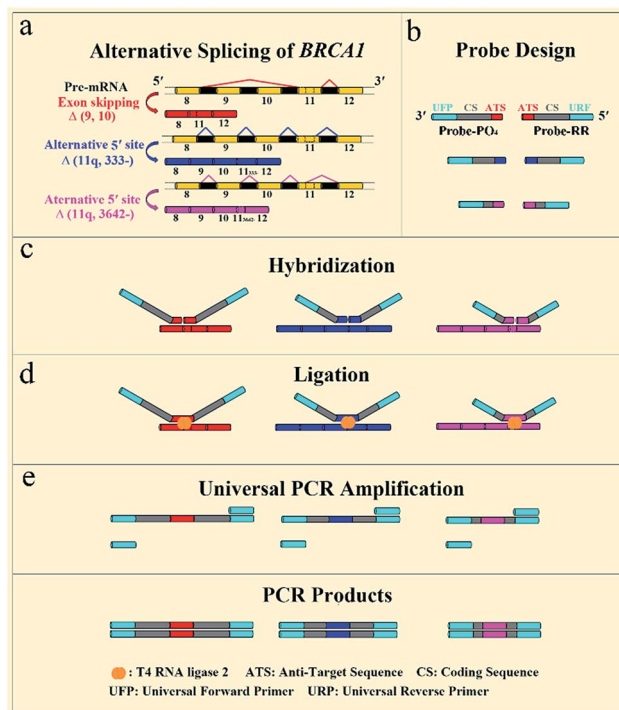 a
Alternative Splicing of BRCA1
5′ 3′
Pre-mRNA
8 9 10 11 12
Exon skipping
Δ (9, 10)
8 11 12
Alternative 5′ site
Δ (11q, 333-)
8 9 10 11 12
8 9 10 11333- 12
Aternative 5′ site
Δ (11q, 3642-)
8 9 10 11 12
8 9 10 113642- 12
b
Probe Design
UFP CS ATS ATS CS URF
3′ 5′
Probe-PO₄ Probe-RR
c
Hybridization
d
Ligation
e
Universal PCR Amplification
PCR Products
: T4 RNA ligase 2 ATS: Anti-Target Sequence CS: Coding Sequence
UFP: Universal Forward Primer URP: Universal Reverse Primer